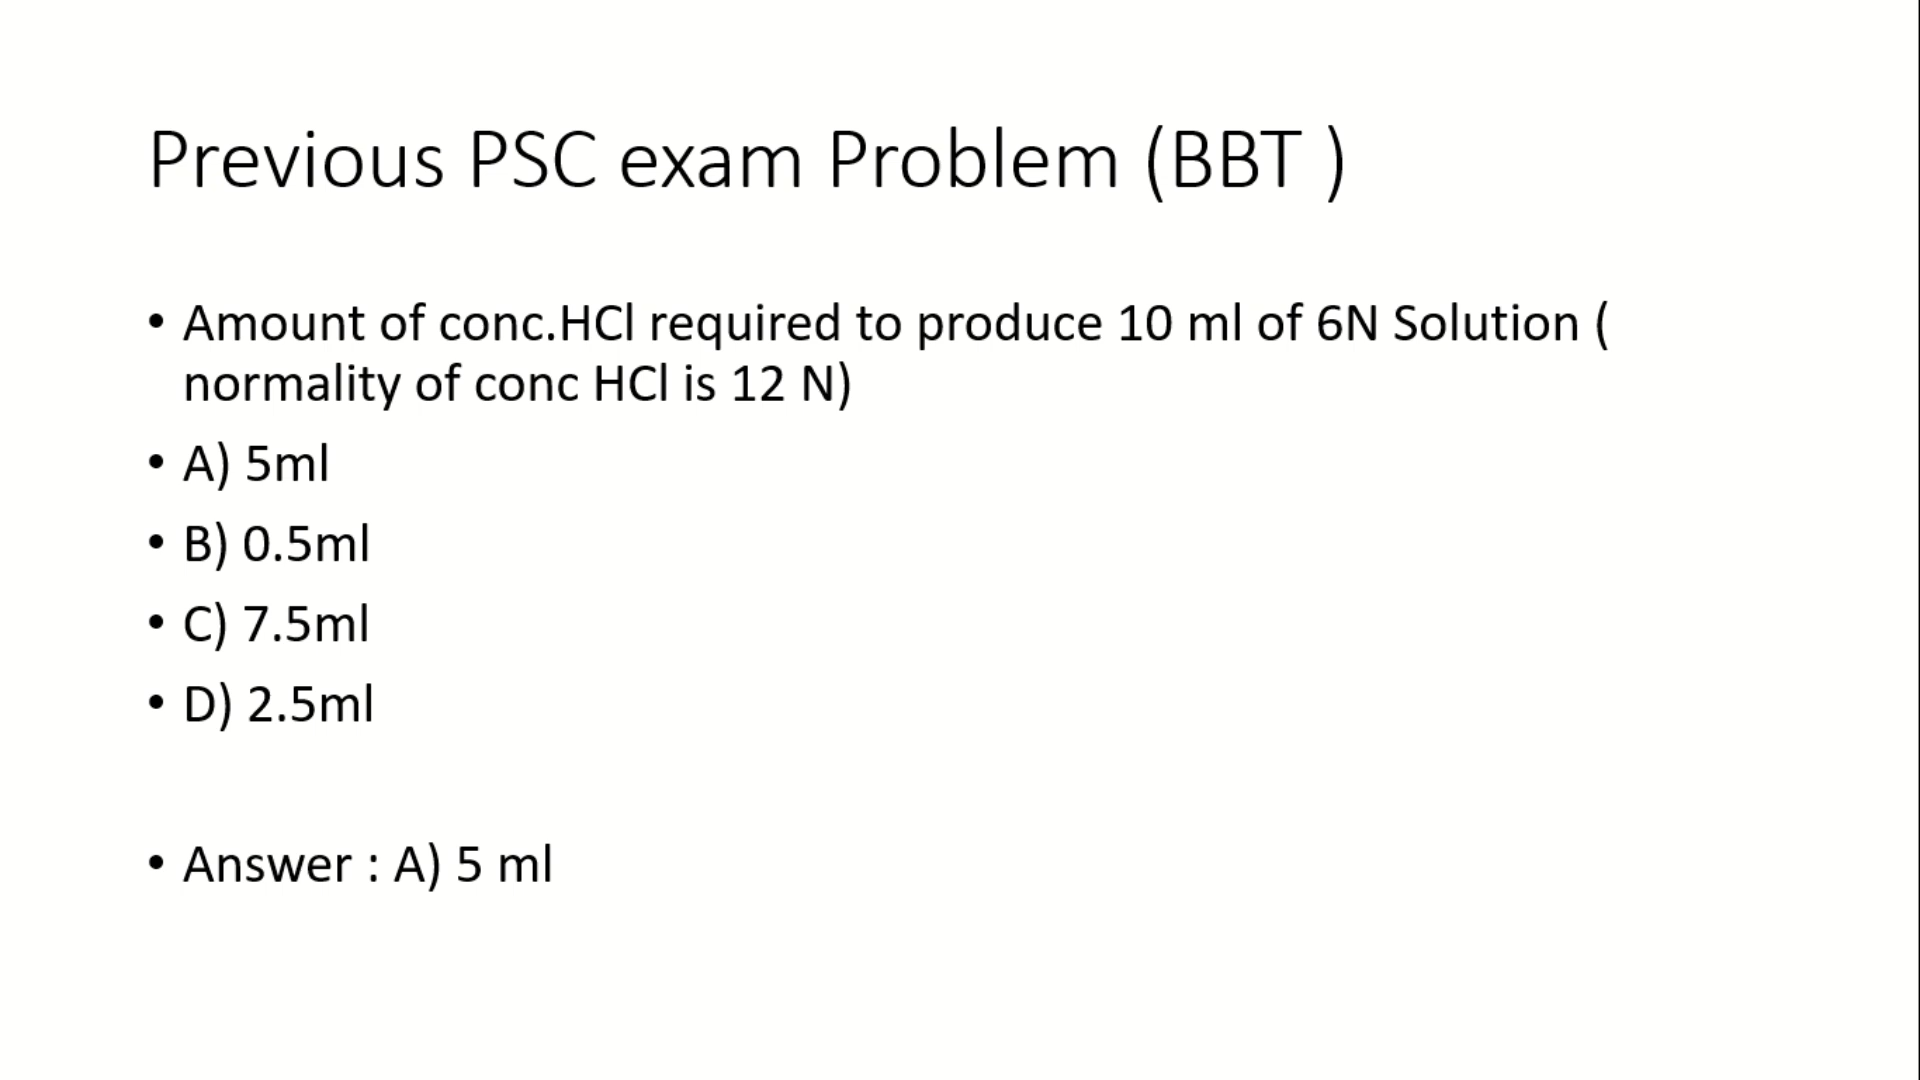 Previous PSC exam Problem (BBT )
• Amount of conc.HCl required to produce 10 ml of 6N Solution (
normality of conc HCl is 12 N)
• A) 5ml
• B) 0.5ml
• C) 7.5ml
• D) 2.5ml
• Answer : A) 5 ml